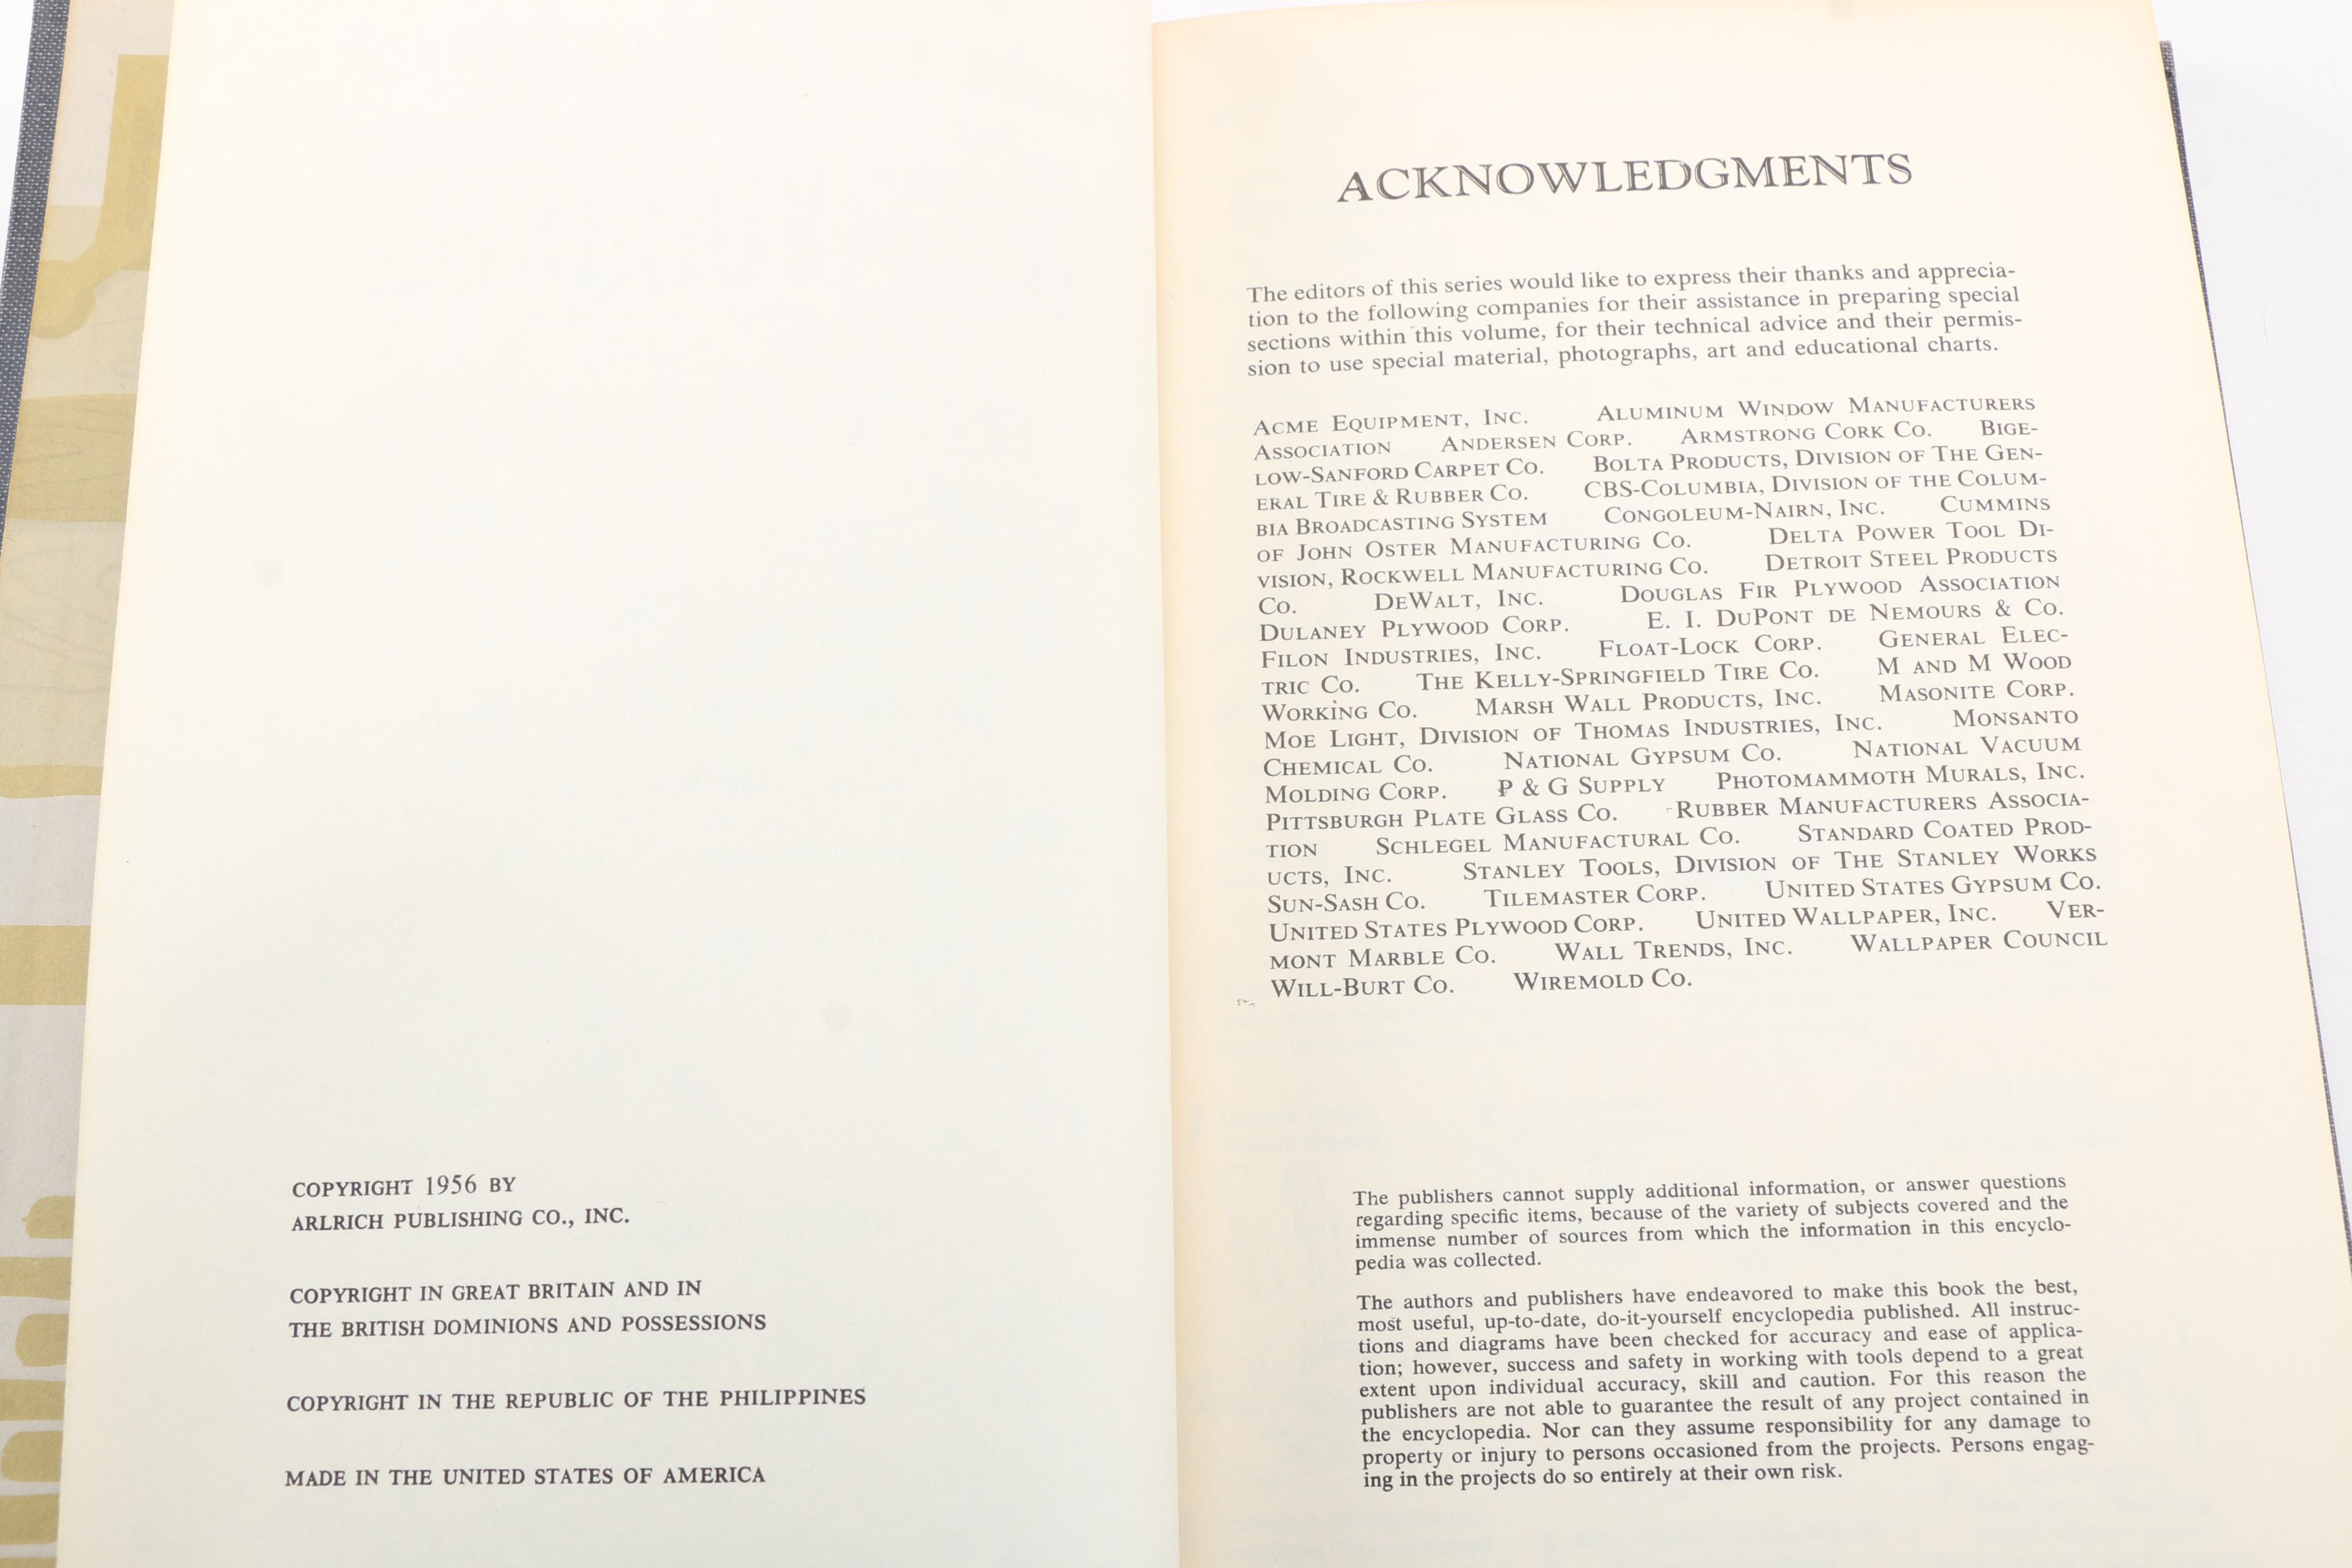 COPYRIGHT 1956 BY
ARLRICH PUBLISHING CO., INC.
COPYRIGHT IN GREAT BRITAIN AND IN
THE BRITISH DOMINIONS AND POSSESSIONS
COPYRIGHT IN THE REPUBLIC OF THE PHILIPPINES
MADE IN THE UNITED STATES OF AMERICA
ACKNOWLEDGMENTS
The editors of this series would like to express their thanks and apprecia-
tion to the following companies for their assistance in preparing special
sections within this volume, for their technical advice and their permis-
sion to use special material, photographs, art and educational charts.
ACME EQUIPMENT, INC. ALUMINUM WINDOW MANUFACTURERS
ASSOCIATION ANDERSEN CORP. ARMSTRONG CORK CO. BIGE-
LOW-SANFORD CARPET CO. BOLTA PRODUCTS, DIVISION OF THE GEN-
ERAL TIRE & RUBBER CO. CBS-COLUMBIA, DIVISION OF THE COLUM-
BIA BROADCASTING SYSTEM CONGOLEUM-NAIRN, INC. CUMMINS
OF JOHN OSTER MANUFACTURING CO. DELTA POWER TOOL DI-
VISION, ROCKWELL MANUFACTURING CO. DETROIT STEEL PRODUCTS
CO. DEWALT, INC. DOUGLAS FIR PLYWOOD ASSOCIATION
DULANEY PLYWOOD CORP. E. I. DUPONT DE NEMOURS & CO.
FILON INDUSTRIES, INC. FLOAT-LOCK CORP. GENERAL ELEC-
TRIC CO. THE KELLY-SPRINGFIELD TIRE CO. M AND M WOOD
WORKING CO. MARSH WALL PRODUCTS, INC. MASONITE CORP.
MOE LIGHT, DIVISION OF THOMAS INDUSTRIES, INC. MONSANTO
CHEMICAL CO. NATIONAL GYPSUM CO. NATIONAL VACUUM
MOLDING CORP. P & G SUPPLY PHOTOMAMMOTH MURALS, INC.
PITTSBURGH PLATE GLASS CO. RUBBER MANUFACTURERS ASSOCIA-
TION SCHLEGEL MANUFACTURAL CO. STANDARD COATED PROD-
UCTS, INC. STANLEY TOOLS, DIVISION OF THE STANLEY WORKS
SUN-SASH CO. TILEMASTER CORP. UNITED STATES GYPSUM CO.
UNITED STATES PLYWOOD CORP. UNITED WALLPAPER, INC. VER-
MONT MARBLE CO. WALL TRENDS, INC. WALLPAPER COUNCIL
WILL-BURT CO. WIREMOLD CO.
The publishers cannot supply additional information, or answer questions
regarding specific items, because of the variety of subjects covered and the
immense number of sources from which the information in this encyclo-
pedia was collected.
The authors and publishers have endeavored to make this book the best,
most useful, up-to-date, do-it-yourself encyclopedia published. All instruc-
tions and diagrams have been checked for accuracy and ease of applica-
tion; however, success and safety in working with tools depend to a great
extent upon individual accuracy, skill and caution. For this reason the
publishers are not able to guarantee the result of any project contained in
the encyclopedia. Nor can they assume responsibility for any damage to
property or injury to persons occasioned from the projects. Persons engag-
ing in the projects do so entirely at their own risk.